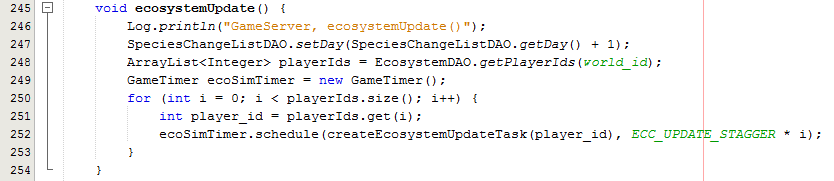 245 void ecosystemUpdate() {
246 Log.println("GameServer, ecosystemUpdate()");
247 SpeciesChangeListDAO.setDay(SpeciesChangeListDAO.getDay() + 1);
248 ArrayList<Integer> playerIds = EcosystemDAO.getPlayerIds(world_id);
249 GameTimer ecoSimTimer = new GameTimer();
250 for (int i = 0; i < playerIds.size(); i++) {
251 int player_id = playerIds.get(i);
252 ecoSimTimer.schedule(createEcosystemUpdateTask(player_id), ECC_UPDATE_STAGGER * i);
253 }
254 }